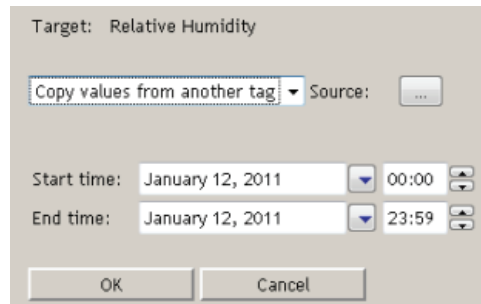 Target: Relative Humidity
Copy values from another tag Source: ...
Start time: January 12, 2011 00:00
End time: January 12, 2011 23:59
OK Cancel